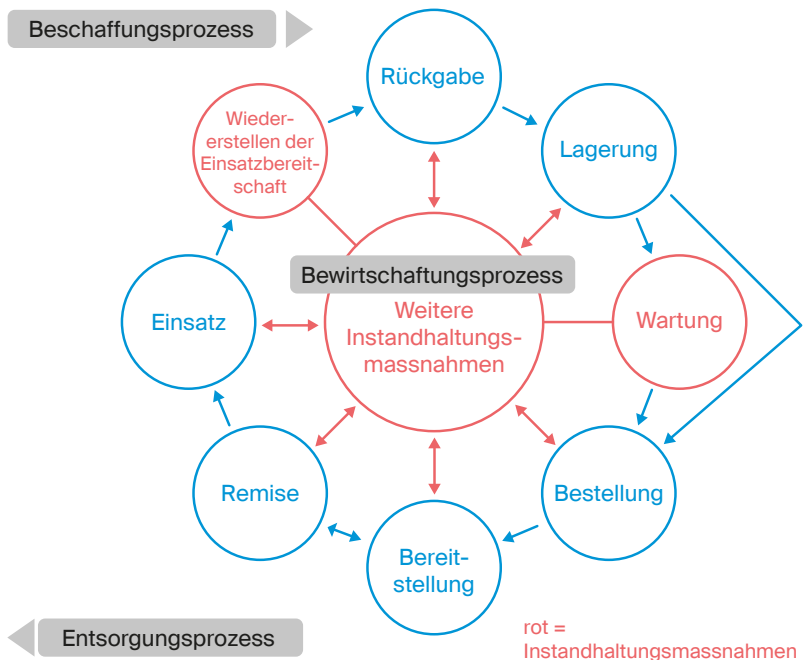 Beschaffungsprozess
Rückgabe
Wieder-
erstellen der
Einsatzbereit-
schaft
Lagerung
Bewirtschaftungsprozess
Einsatz
Weitere
Instandhaltungs-
massnahmen
Wartung
Remise
Bestellung
Bereit-
stellung
Entsorgungsprozess
rot =
Instandhaltungsmassnahmen